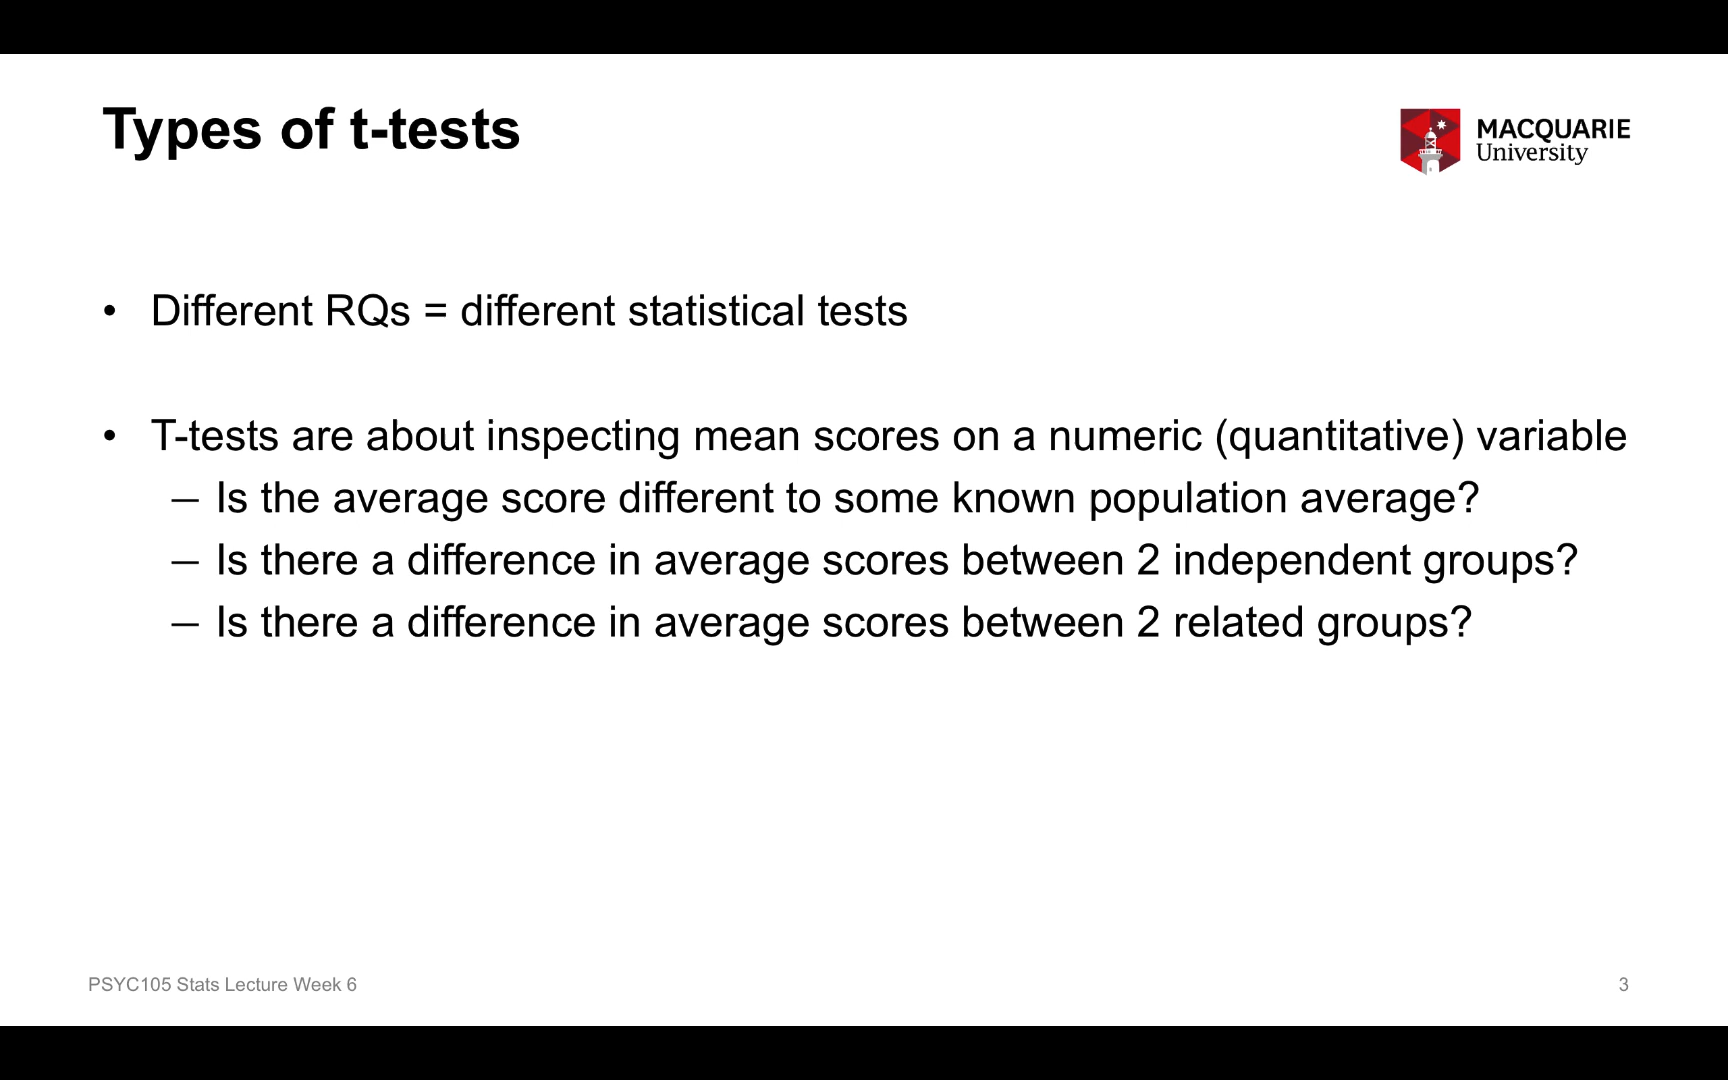 Types of t-tests
MACQUARIE
University
• Different RQs = different statistical tests
• T-tests are about inspecting mean scores on a numeric (quantitative) variable
– Is the average score different to some known population average?
– Is there a difference in average scores between 2 independent groups?
– Is there a difference in average scores between 2 related groups?
PSYC105 Stats Lecture Week 6
3